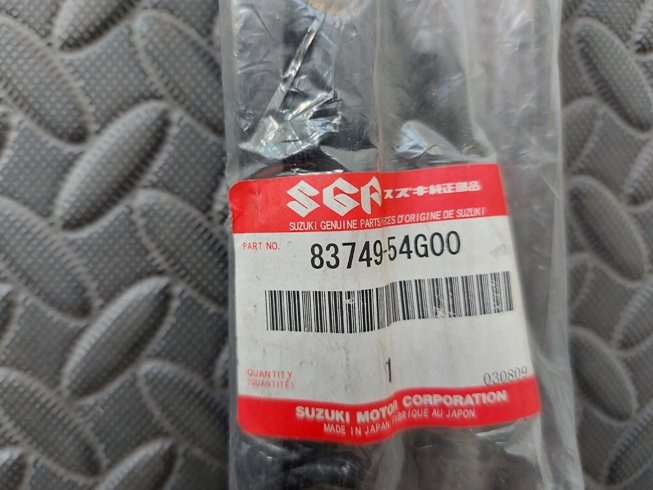 SGP スズキ純正部品
SUZUKI GENUINE PARTS PIECES D'ORIGINE DE SUZUKI
PART NO.
83749-54G00
QUANTITY
(QUANTITÉ)
1
030809
SUZUKI MOTOR CORPORATION
MADE IN JAPAN FABRIQUE AU JAPON